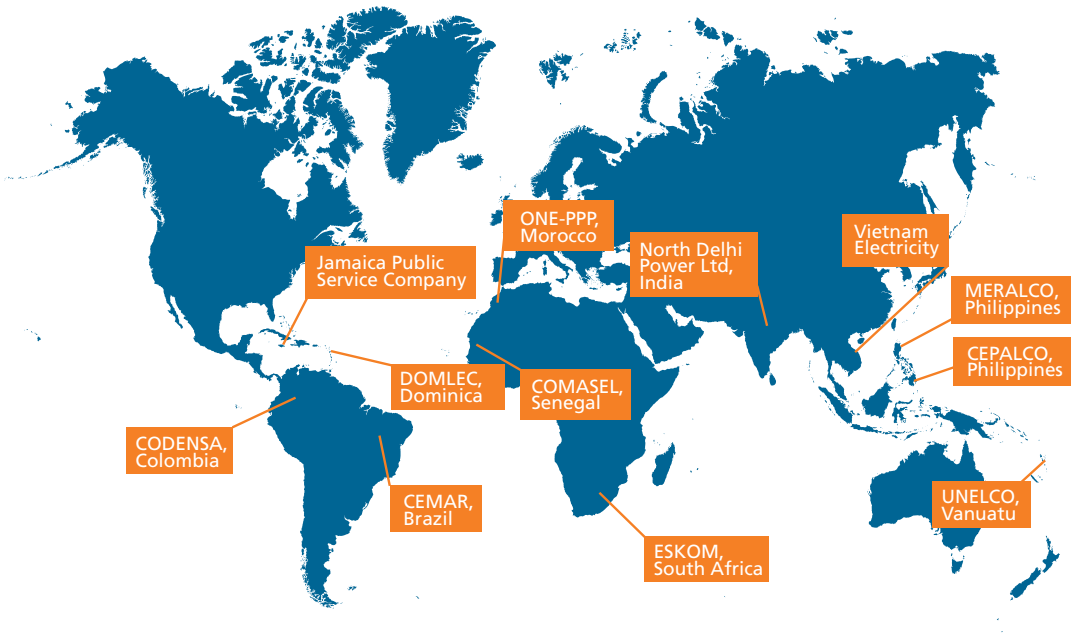 ONE-PPP,
Morocco
Vietnam
Electricity
North Delhi
Power Ltd,
India
Jamaica Public
Service Company
MERALCO,
Philippines
CEPALCO,
Philippines
DOMLEC,
Dominica
COMASEL,
Senegal
CODENSA,
Colombia
CEMAR,
Brazil
UNELCO,
Vanuatu
ESKOM,
South Africa